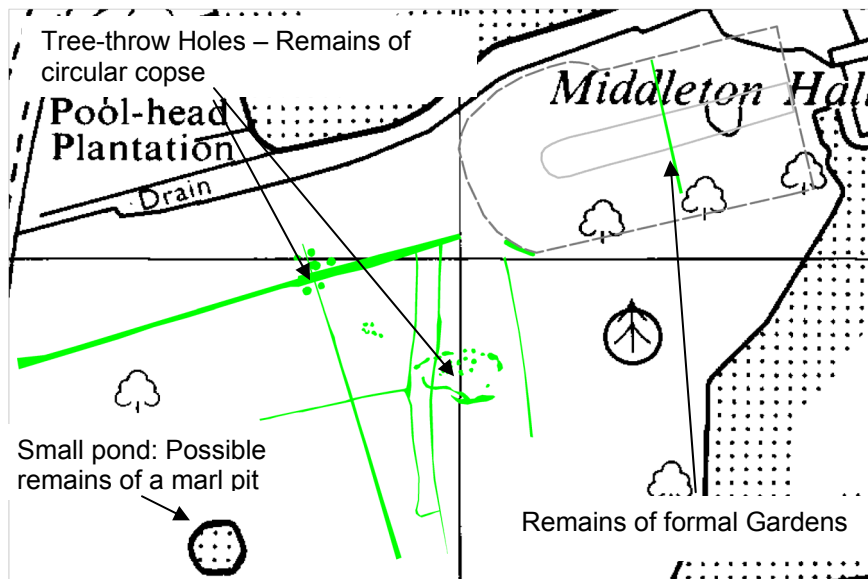 Tree-throw Holes – Remains of
circular copse
Pool-head
Plantation
Middleton Hall
Drain
Small pond: Possible
remains of a marl pit
Remains of formal Gardens